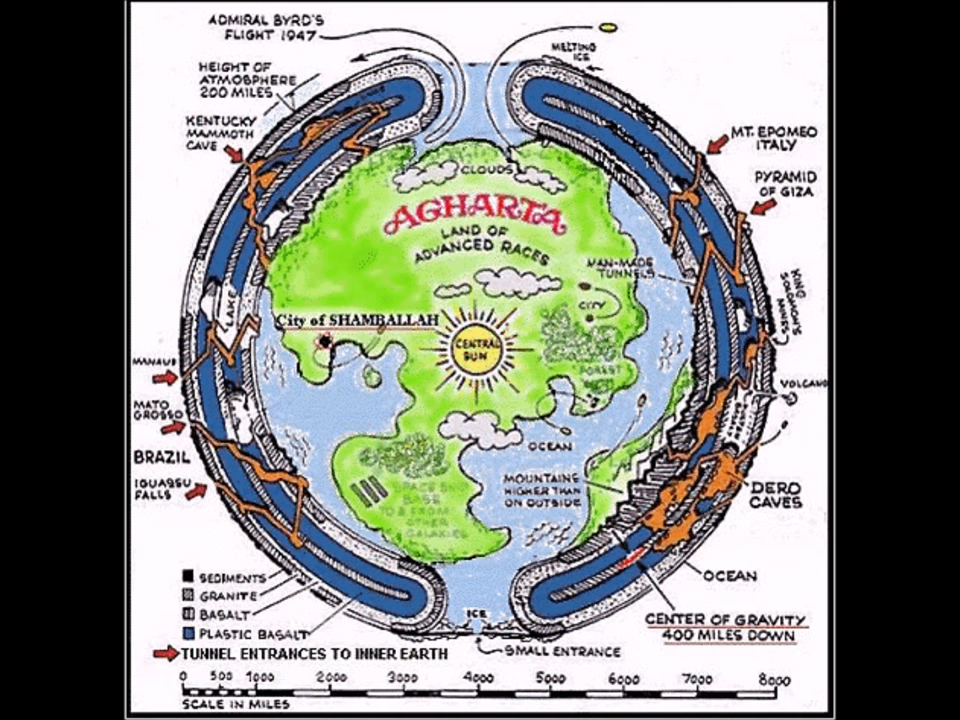 ADMIRAL BYRD'S
FLIGHT 1947
MELTING
ICE
HEIGHT OF
ATMOSPHERE
200 MILES
KENTUCKY
MAMMOTH
CAVE
MT. EPOMEO
ITALY
PYRAMID
OF GIZA
CLOUDS
AGHARTA
LAND OF
ADVANCED RACES
MAN-MADE
TUNNELS
CITY
KING
SOLOMON'S
MINES
LAKE
City of SHAMBALLAH
CENTRAL
SUN
FOREST
MANAUS
VOLCANO
MATO
GROSSO
OCEAN
BRAZIL
IGUASSU
FALLS
SPACE SHIP
BASE
TO & FROM
OTHER
GALAXIES
MOUNTAINS
HIGHER THAN
ON OUTSIDE
DERO
CAVES
SEDIMENTS
GRANITE
BASALT
PLASTIC BASALT
ICE
OCEAN
CENTER OF GRAVITY
400 MILES DOWN
TUNNEL ENTRANCES TO INNER EARTH
SMALL ENTRANCE
0 500 1000 2000 3000 4000 5000 6000 7000 8000
SCALE IN MILES